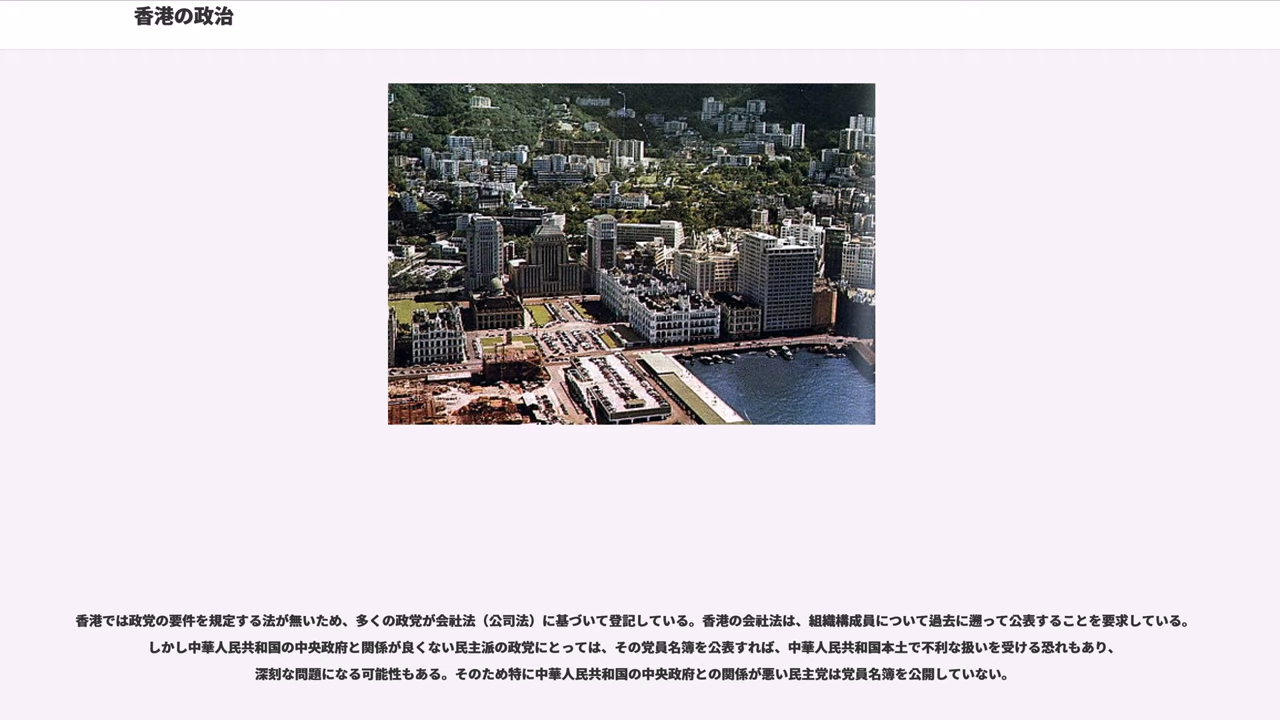 香港の政治
香港では政党の要件を規定する法が無いため、多くの政党が会社法（公司法）に基づいて登記している。香港の会社法は、組織構成員について過去に遡って公表することを要求している。
しかし中華人民共和国の中央政府と関係が良くない民主派の政党にとっては、その党員名簿を公表すれば、中華人民共和国本土で不利な扱いを受ける恐れもあり、
深刻な問題になる可能性もある。そのため特に中華人民共和国の中央政府との関係が悪い民主党は党員名簿を公開していない。